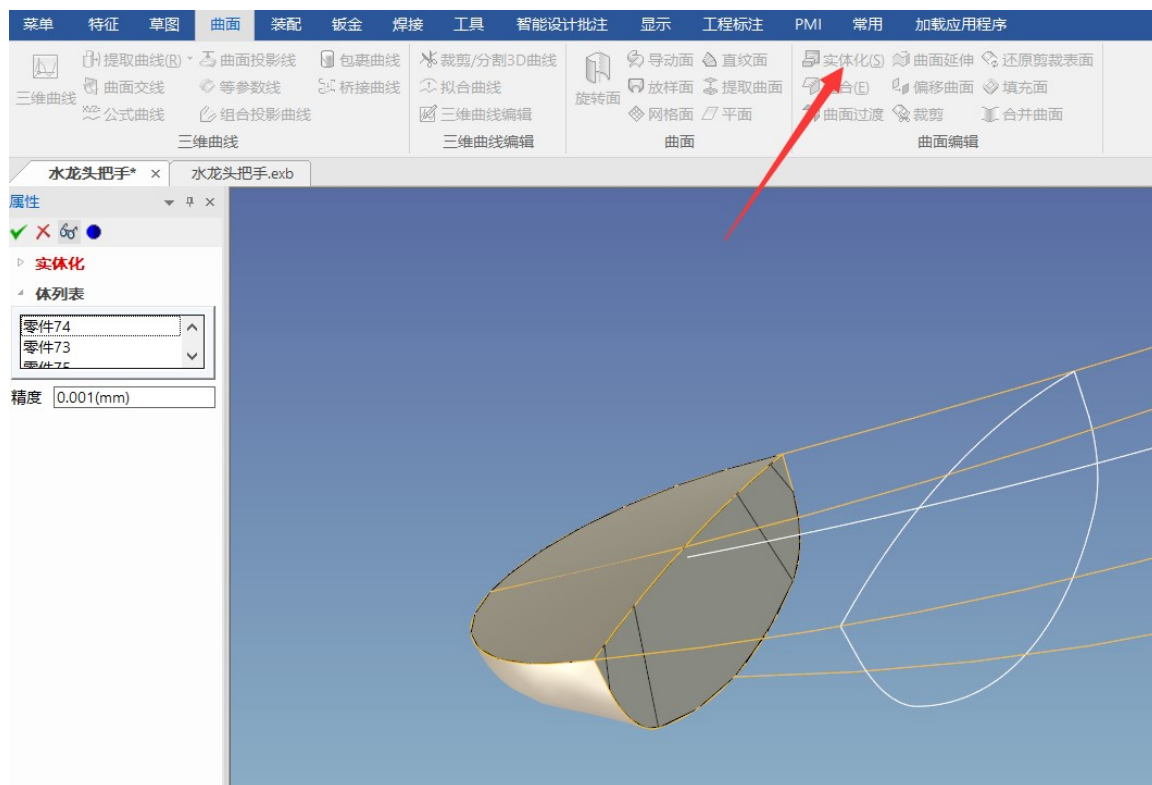 菜单 特征 草图 曲面 装配 钣金 焊接 工具 智能设计批注 显示 工程标注 PMI 常用 加载应用程序
提取曲线(R) 曲面投影线 包裹曲线 裁剪/分割3D曲线 导动面 直纹面 实体化(S) 曲面延伸 还原剪裁表面
三维曲线 曲面交线 等参数线 桥接曲线 拟合曲线 旋转面 放样面 提取曲面 合(E) 偏移曲面 填充面
公式曲线 组合投影曲线 三维曲线编辑 网格面 平面 曲面过渡 裁剪 合并曲面
三维曲线 三维曲线编辑 曲面 曲面编辑
水龙头把手* × 水龙头把手.exb
属性
实体化
体列表
零件74
零件73
零件75
精度 0.001(mm)